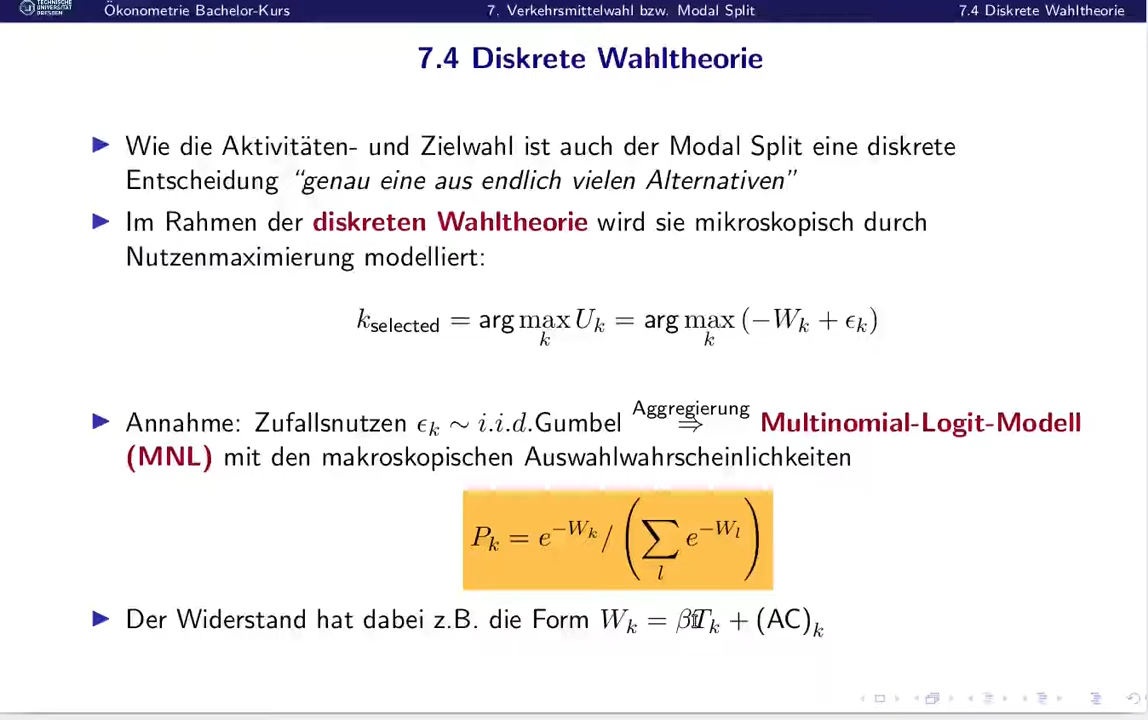 TECHNISCHE
UNIVERSITÄT
DRESDEN
Ökonometrie Bachelor-Kurs 7. Verkehrsmittelwahl bzw. Modal Split 7.4 Diskrete Wahltheorie
7.4 Diskrete Wahltheorie
▶ Wie die Aktivitäten- und Zielwahl ist auch der Modal Split eine diskrete
Entscheidung “genau eine aus endlich vielen Alternativen”
▶ Im Rahmen der diskreten Wahltheorie wird sie mikroskopisch durch
Nutzenmaximierung modelliert:
k_selected = arg max_k U_k = arg max_k (−W_k + ϵ_k)
▶ Annahme: Zufallsnutzen ϵ_k ∼ i.i.d.Gumbel Aggregierung ⇒ Multinomial-Logit-Modell
(MNL) mit den makroskopischen Auswahlwahrscheinlichkeiten
P_k = e^{−W_k} / (∑_l e^{−W_l})
▶ Der Widerstand hat dabei z.B. die Form W_k = β T_k + (AC)_k